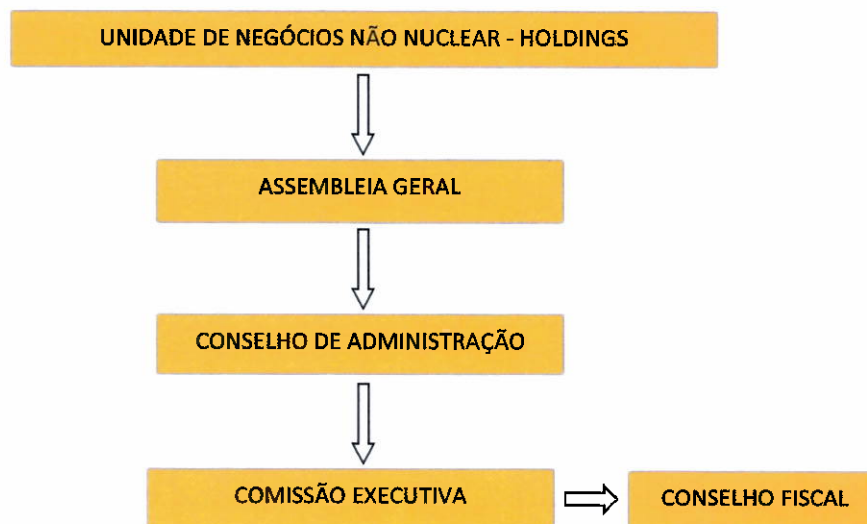 UNIDADE DE NEGÓCIOS NÃO NUCLEAR - HOLDINGS
ASSEMBLEIA GERAL
CONSELHO DE ADMINISTRAÇÃO
COMISSÃO EXECUTIVA
CONSELHO FISCAL